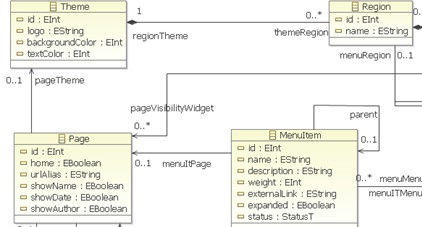 Theme
id : EInt
logo : EString
backgroundColor : EInt
textColor : EInt
1
regionTheme
0..*
themeRegion
Region
id : EInt
name : EString
0..
menuRegion
0..1
0..1
pageTheme
pageVisibilityWidget
0..*
parent
0..1
Page
id : EInt
home : EBoolean
urlAlias : EString
showName : EBoolean
showDate : EBoolean
showAuthor : EBoolean
0..1
menuItPage
MenuItem
id : EInt
name : EString
description : EString
weight : EInt
externalLink : EString
expanded : EBoolean
status : StatusT
0..*
menuMenu
menuITMenu